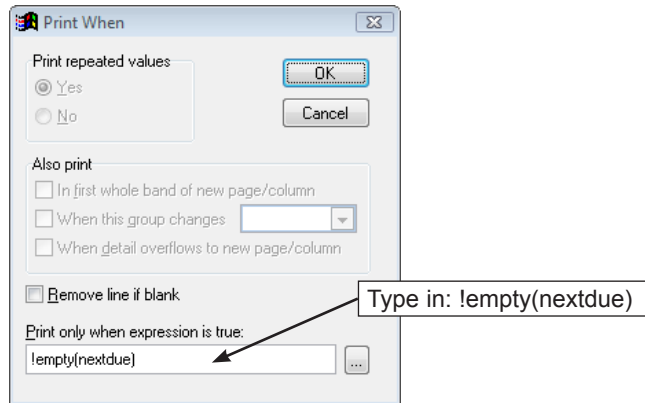 Print When
Print repeated values
Yes
No
OK
Cancel
Also print
In first whole band of new page/column
When this group changes
When detail overflows to new page/column
Remove line if blank
Type in: !empty(nextdue)
Print only when expression is true:
!empty(nextdue)
...